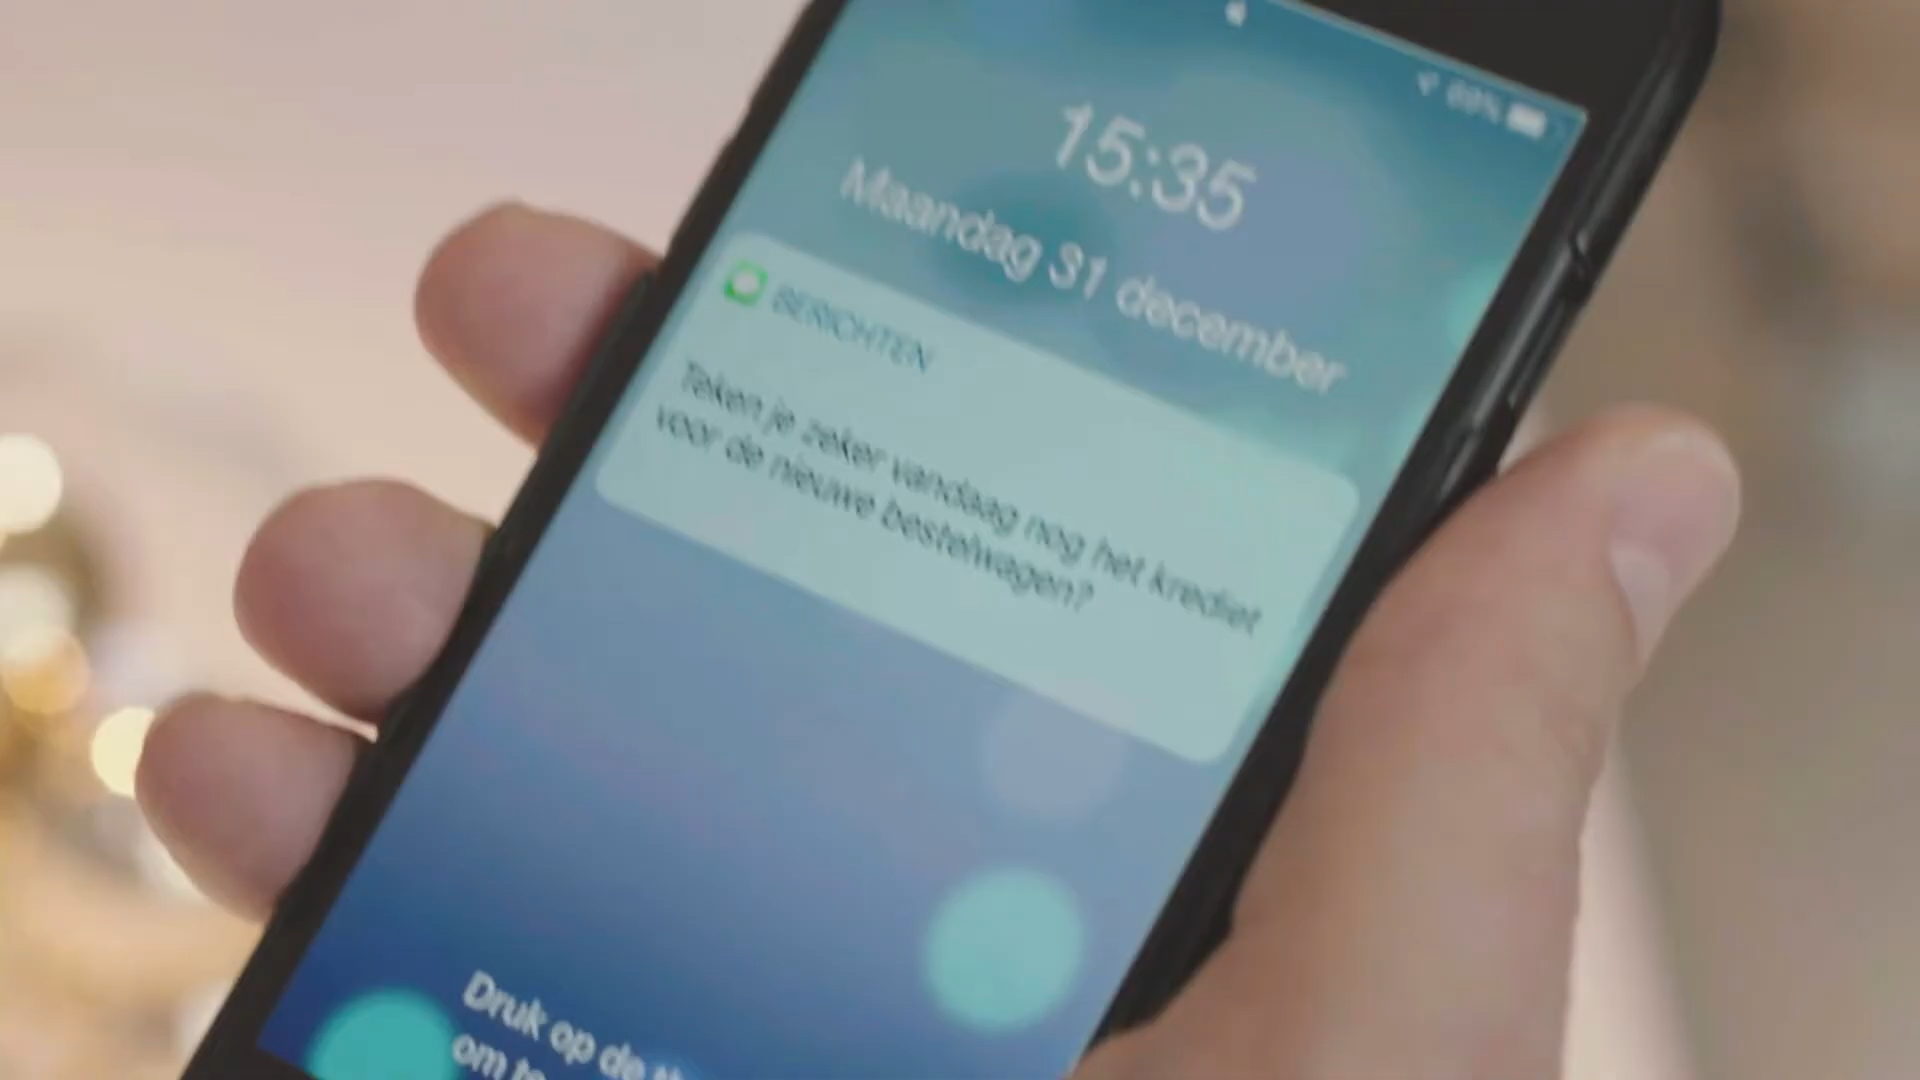 15:35
Maandag 31 december
BERICHTEN
Teken je zeker vandaag nog het krediet
voor de nieuwe bestelwagen?
Druk op de
om te